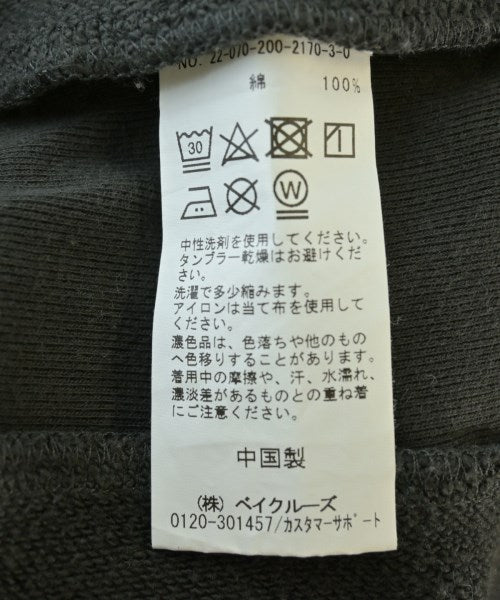 NO. 22-070-200-2170-3-0
綿 100%
30
W
中性洗剤を使用してください。
タンブラー乾燥はお避けくだ
さい。
洗濯で多少縮みます。
アイロンは当て布を使用して
ください。
濃色品は、色落ちや他のもの
へ色移りすることがあります。
着用中の摩擦や、汗、水濡れ、
濃淡差があるものとの重ね着
にご注意ください。
中国製
(株) ベイクルーズ
0120-301457/カスタマーサポート